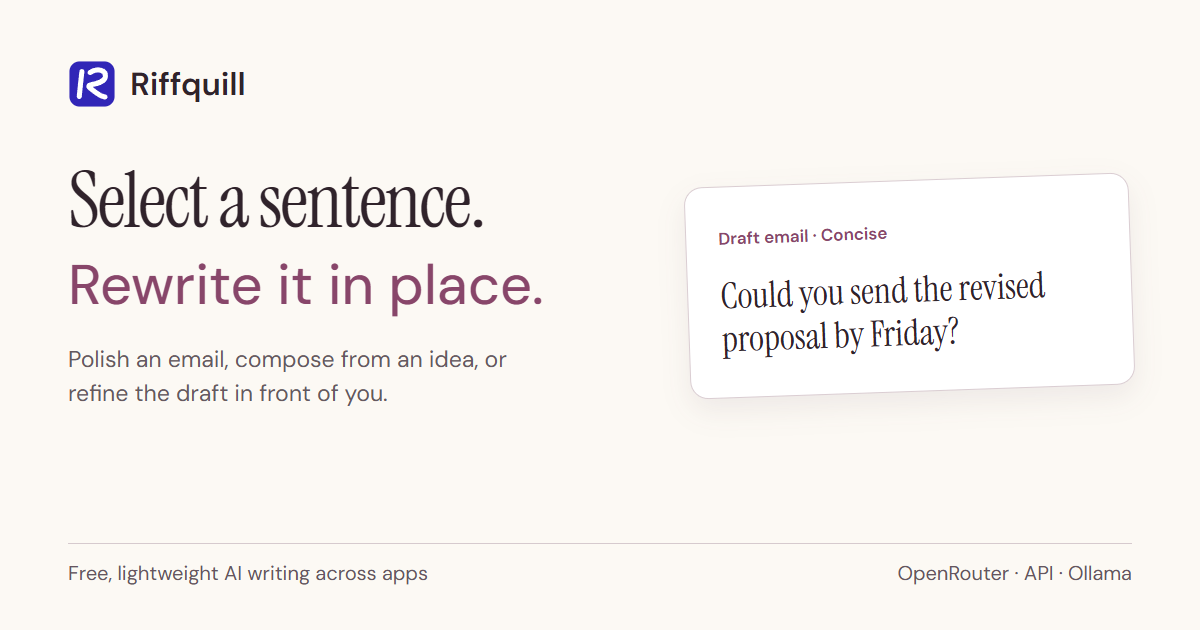 Riffquill
Select a sentence.
Rewrite it in place.
Polish an email, compose from an idea, or
refine the draft in front of you.
Draft email · Concise
Could you send the revised
proposal by Friday?
Free, lightweight AI writing across apps
OpenRouter · API · Ollama